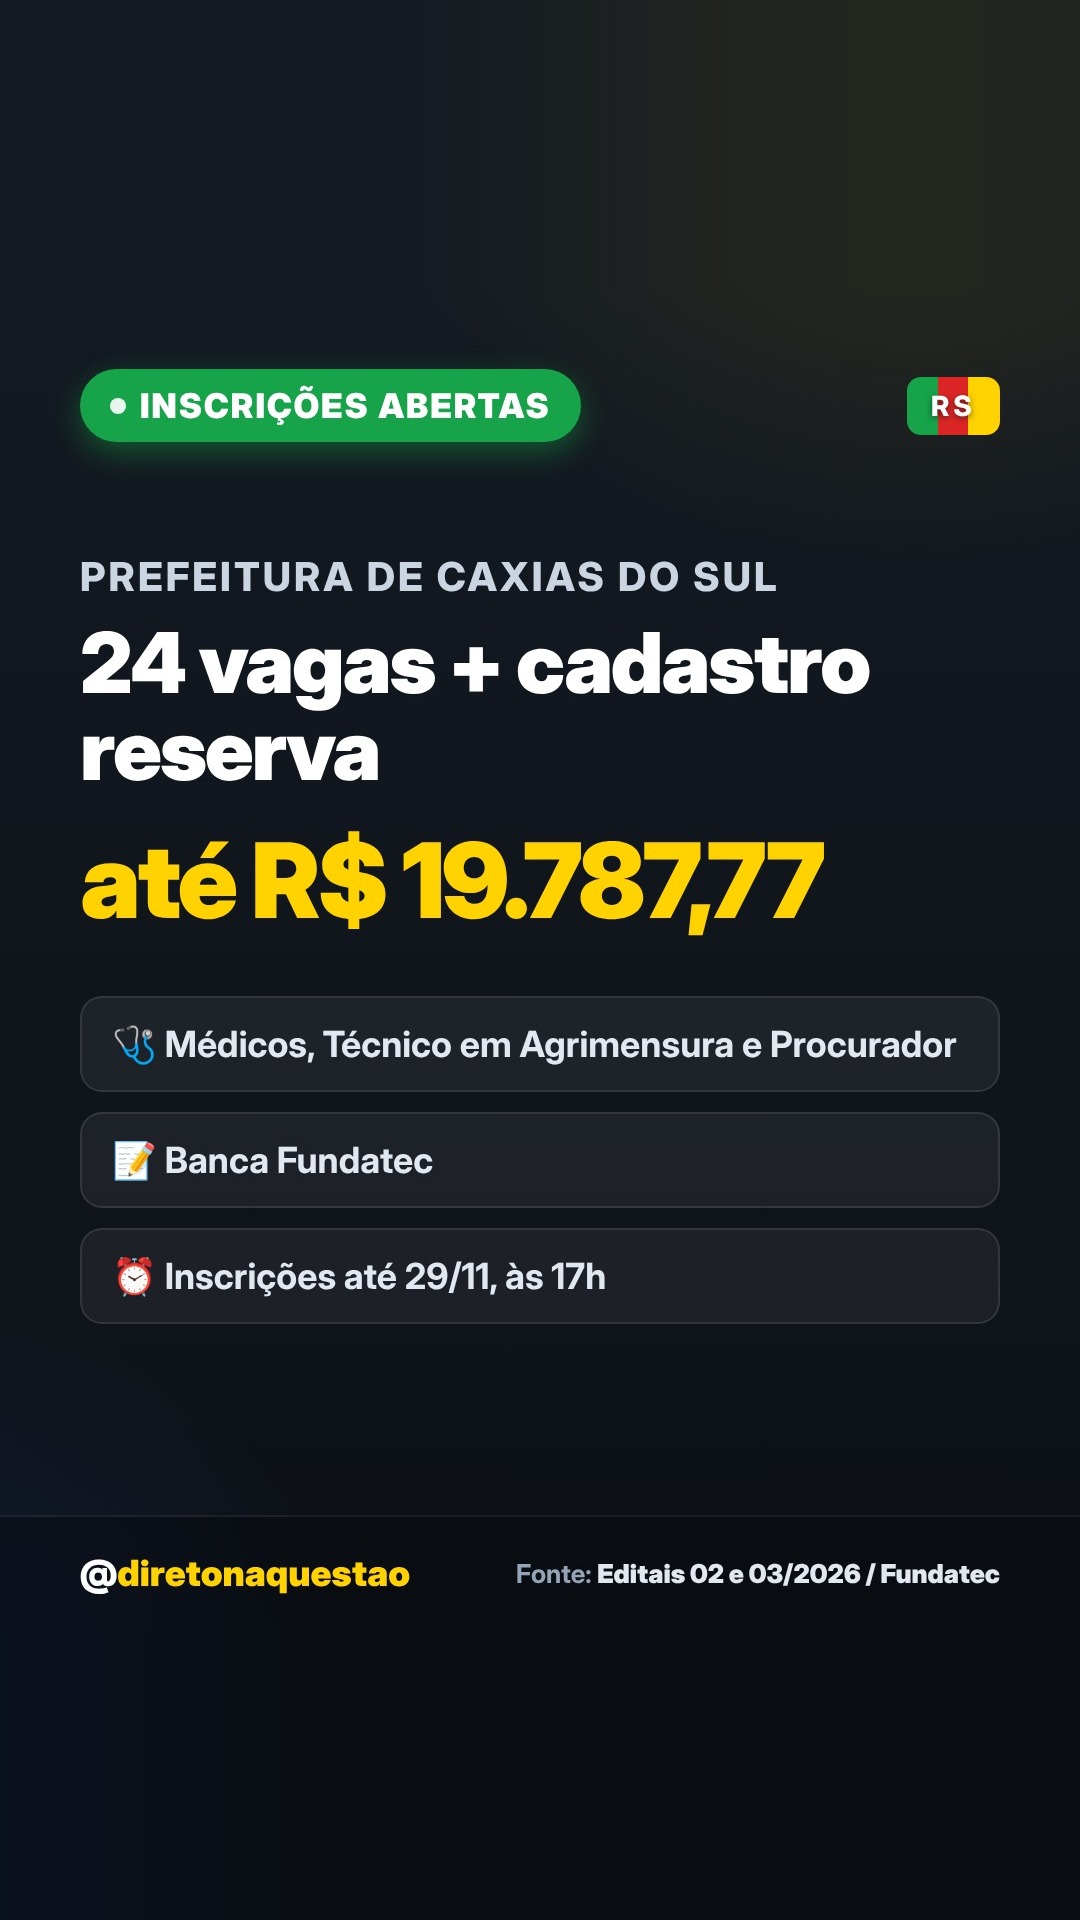 INSCRIÇÕES ABERTAS
RS
PREFEITURA DE CAXIAS DO SUL
24 vagas + cadastro
reserva
até R$ 19.787,77
Médicos, Técnico em Agrimensura e Procurador
Banca Fundatec
Inscrições até 29/11, às 17h
@diretonaquestao
Fonte: Editais 02 e 03/2026 / Fundatec